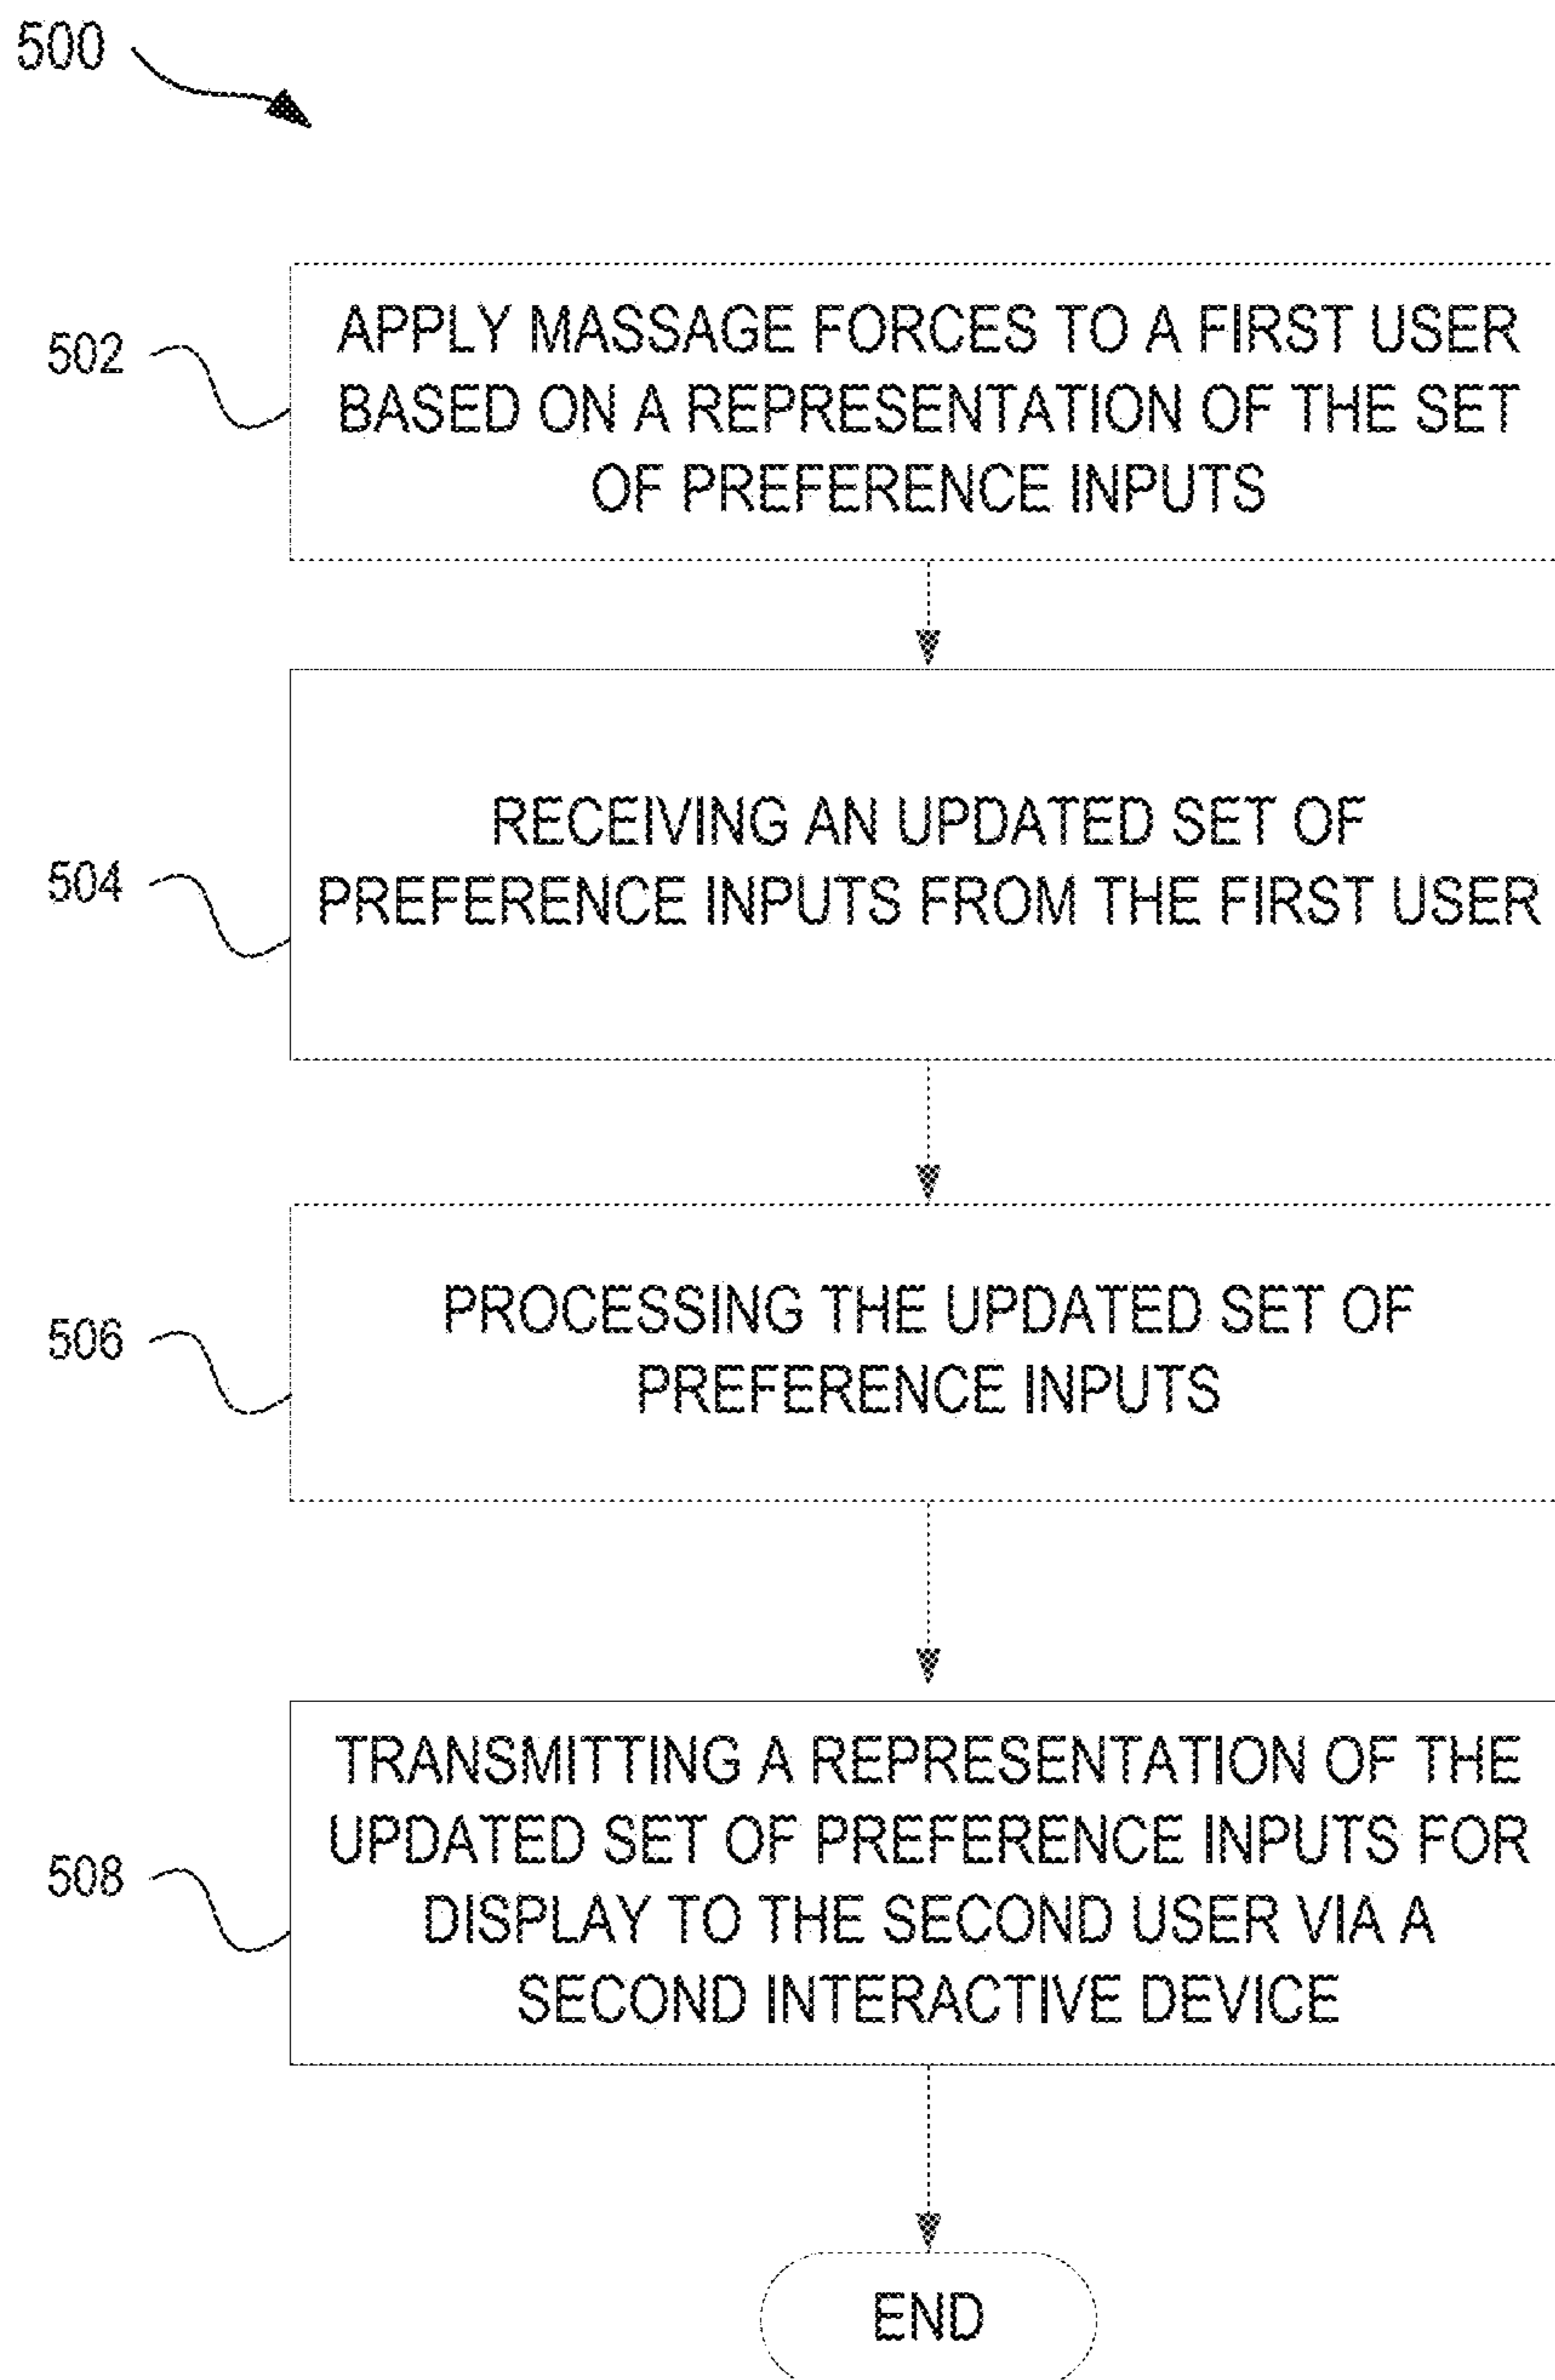 500
502
APPLY MASSAGE FORCES TO A FIRST USER
BASED ON A REPRESENTATION OF THE SET
OF PREFERENCE INPUTS
504
RECEIVING AN UPDATED SET OF
PREFERENCE INPUTS FROM THE FIRST USER
506
PROCESSING THE UPDATED SET OF
PREFERENCE INPUTS
508
TRANSMITTING A REPRESENTATION OF THE
UPDATED SET OF PREFERENCE INPUTS FOR
DISPLAY TO THE SECOND USER VIA A
SECOND INTERACTIVE DEVICE
END